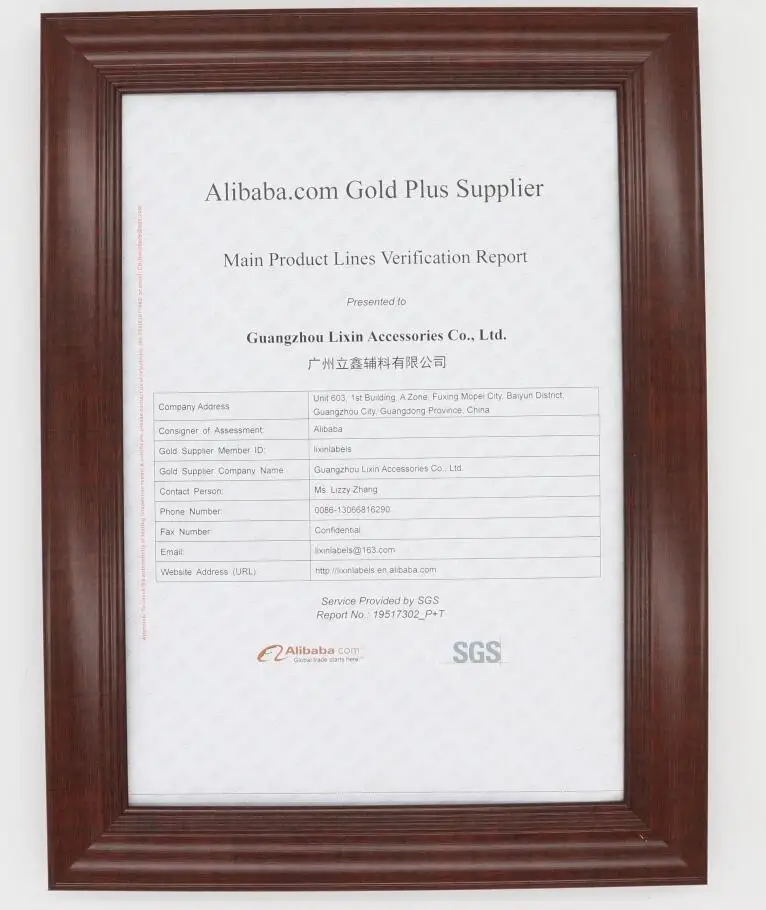 Alibaba.com Gold Plus Supplier
Main Product Lines Verification Report
Presented to
Guangzhou Lixin Accessories Co., Ltd.
广州立鑫辅料有限公司
Company Address
Unit 603, 1st Building, A Zone, Fuxing Mopei City, Baiyun District,
Guangzhou City, Guangdong Province, China
Consigner of Assessment: Alibaba
Gold Supplier Member ID: lixinlabels
Gold Supplier Company Name Guangzhou Lixin Accessories Co., Ltd.
Contact Person: Ms. Lizzy Zhang
Phone Number: 0086-13066816290
Fax Number: Confidential
Email: lixinlabels@163.com
Website Address (URL) http://lixinlabels.en.alibaba.com
Service Provided by SGS
Report No.: 19517302_P+T
Alibaba.com
Global trade starts here.™
SGS